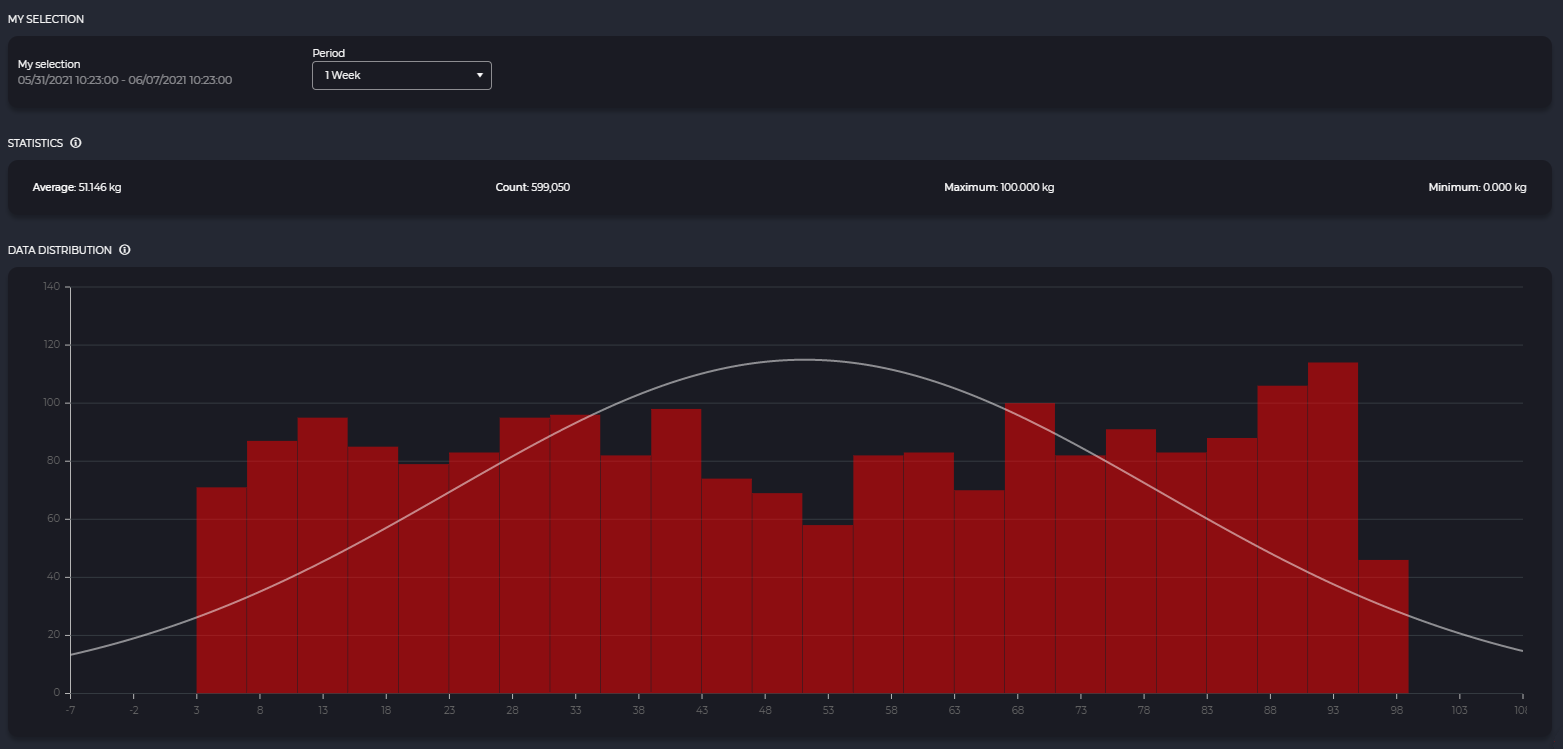 MY SELECTION
My selection
05/31/2021 10:23:00 - 06/07/2021 10:23:00
Period
1 Week
STATISTICS
Average: 51.146 kg
Count: 599,050
Maximum: 100.000 kg
Minimum: 0.000 kg
DATA DISTRIBUTION
140
120
100
80
60
40
20
0
-7 -2 3 8 13 18 23 28 33 38 43 48 53 58 63 68 73 78 83 88 93 98 103